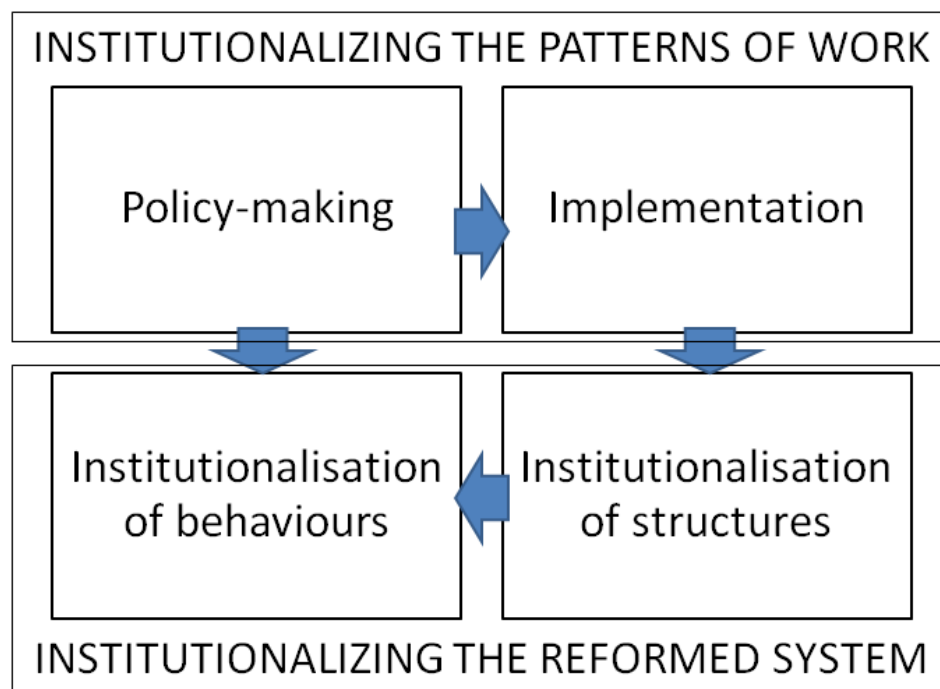 INSTITUTIONALIZING THE PATTERNS OF WORK
Policy-making
Implementation
Institutionalisation
of behaviours
Institutionalisation
of structures
INSTITUTIONALIZING THE REFORMED SYSTEM